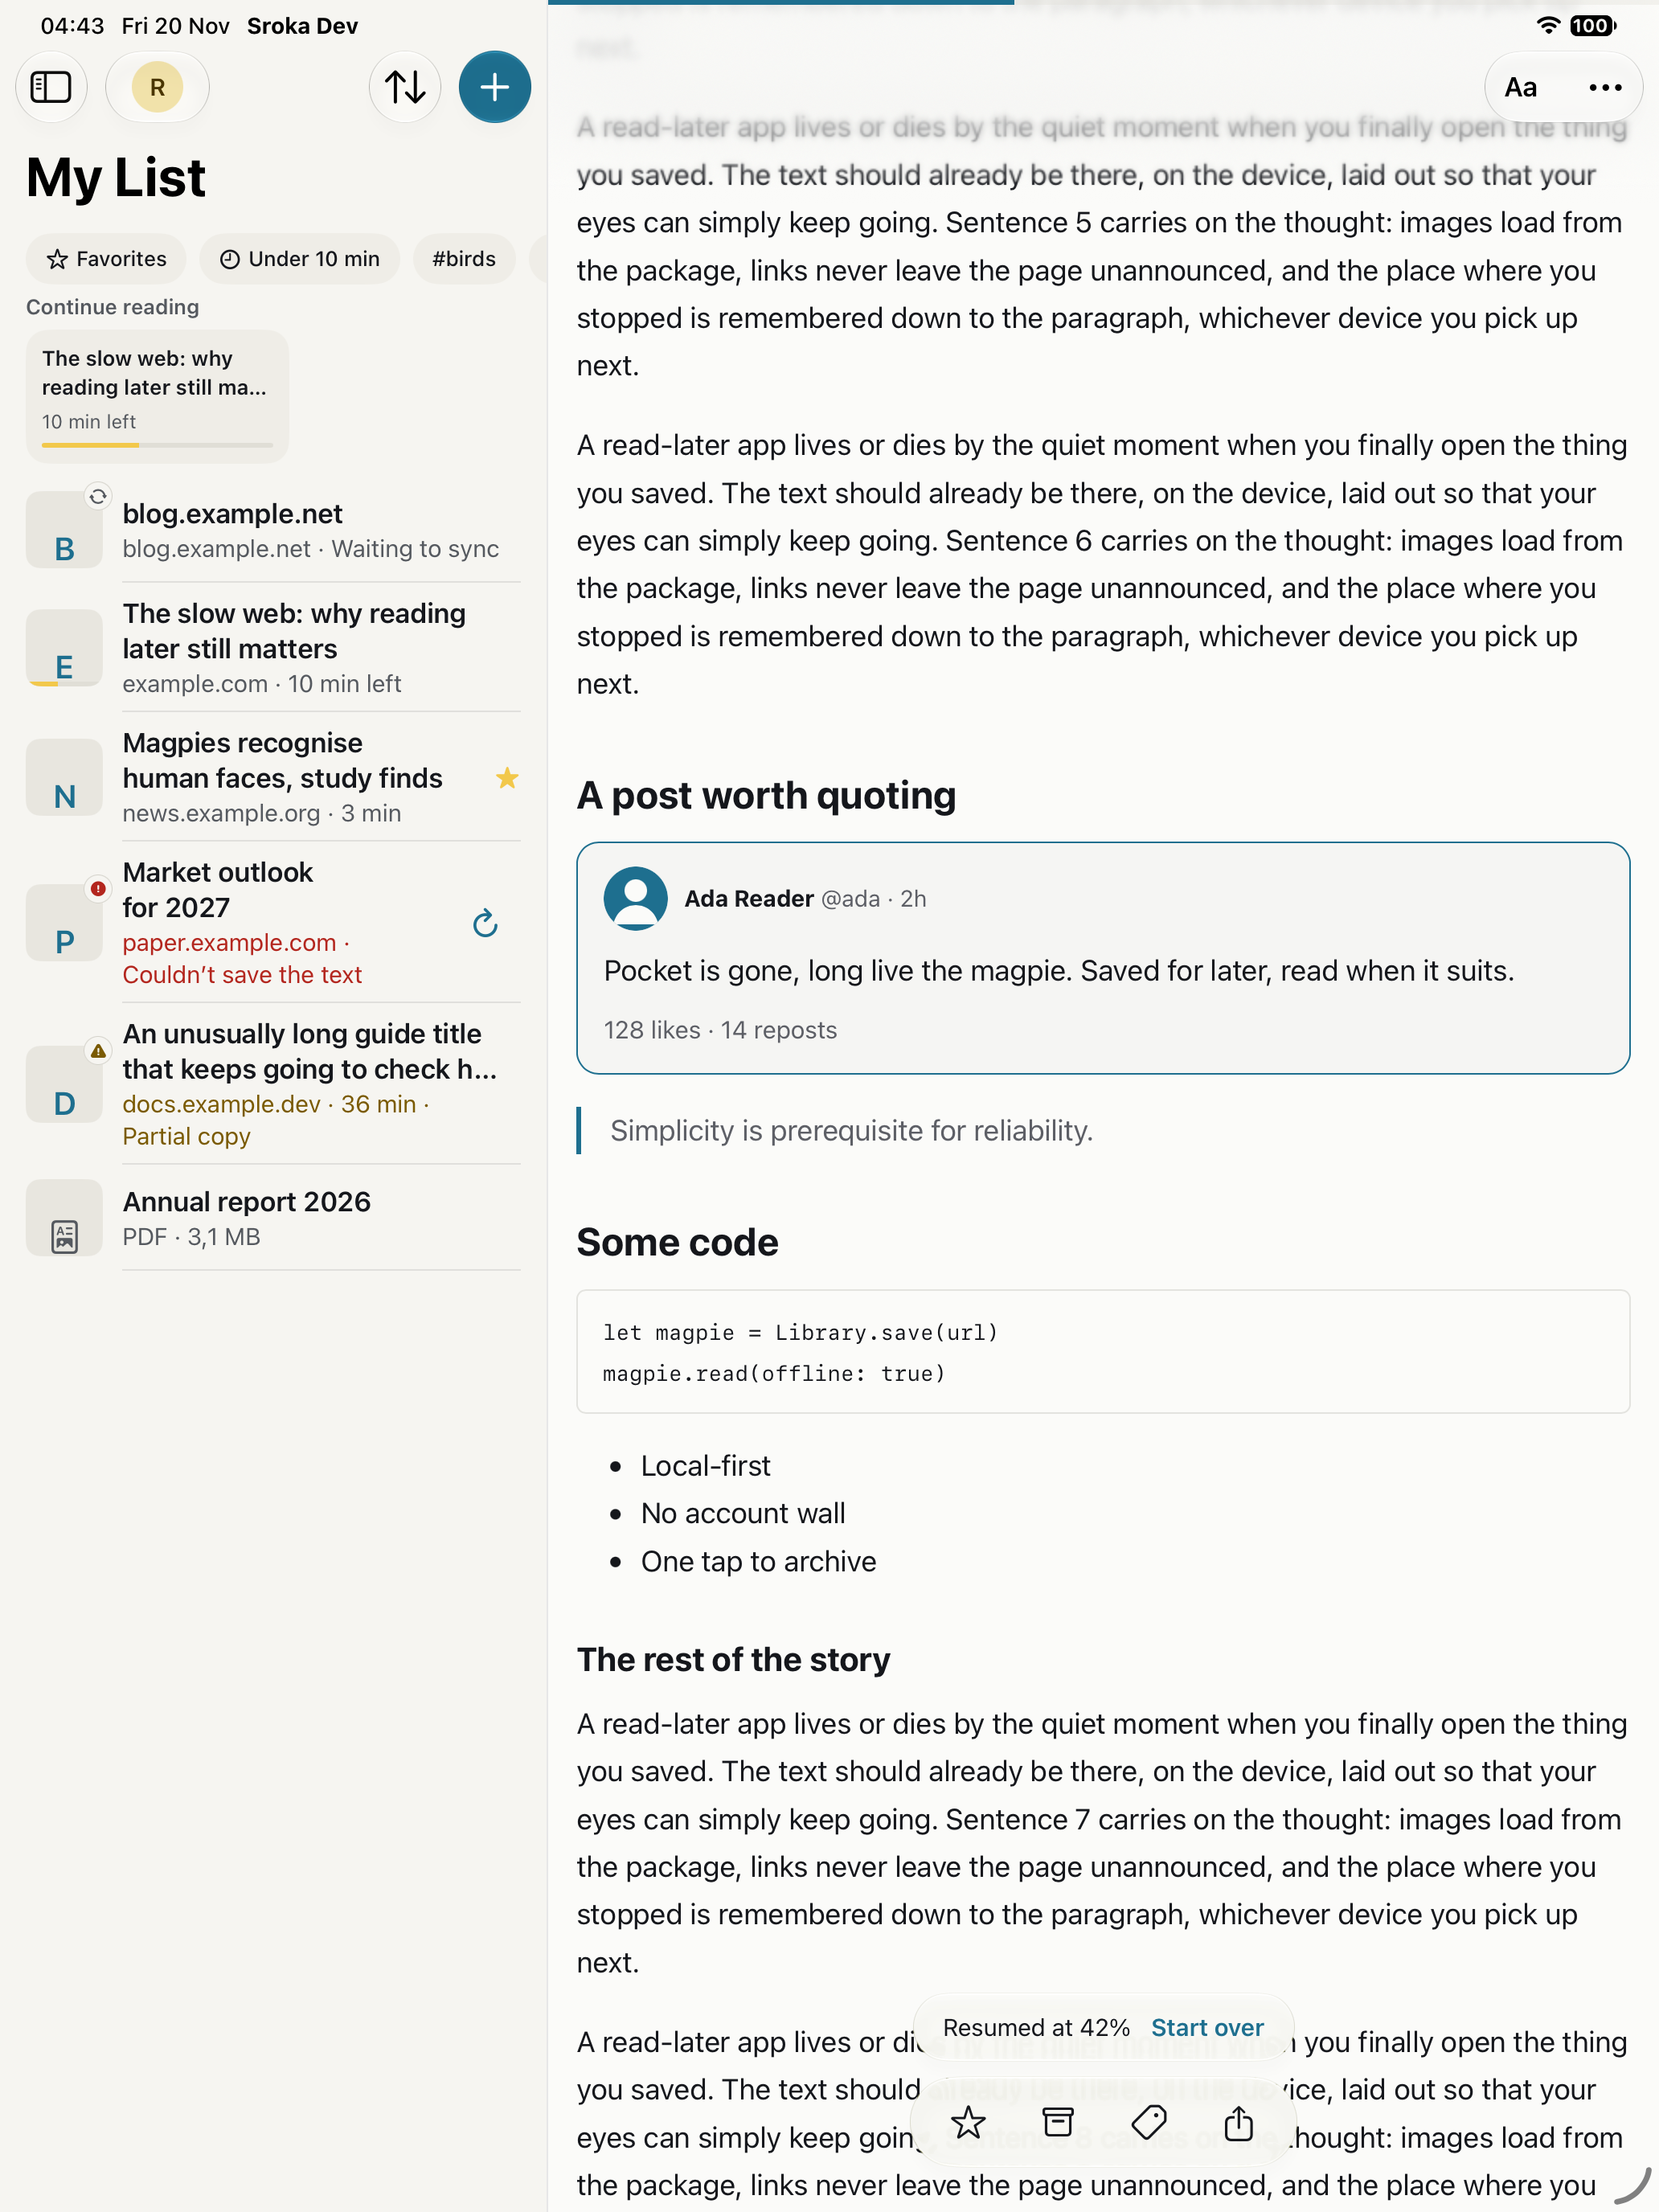 04:43 Fri 20 Nov Sroka Dev
100
R
My List
Favorites
Under 10 min
#birds
Continue reading
The slow web: why
reading later still ma...
10 min left
B
blog.example.net
blog.example.net · Waiting to sync
E
The slow web: why reading
later still matters
example.com · 10 min left
N
Magpies recognise
human faces, study finds
news.example.org · 3 min
P
Market outlook
for 2027
paper.example.com ·
Couldn't save the text
D
An unusually long guide title
that keeps going to check h...
docs.example.dev · 36 min ·
Partial copy
Annual report 2026
PDF · 3,1 MB
Aa
next.
A read-later app lives or dies by the quiet moment when you finally open the thing
you saved. The text should already be there, on the device, laid out so that your
eyes can simply keep going. Sentence 5 carries on the thought: images load from
the package, links never leave the page unannounced, and the place where you
stopped is remembered down to the paragraph, whichever device you pick up
next.
A read-later app lives or dies by the quiet moment when you finally open the thing
you saved. The text should already be there, on the device, laid out so that your
eyes can simply keep going. Sentence 6 carries on the thought: images load from
the package, links never leave the page unannounced, and the place where you
stopped is remembered down to the paragraph, whichever device you pick up
next.
A post worth quoting
Ada Reader @ada · 2h
Pocket is gone, long live the magpie. Saved for later, read when it suits.
128 likes · 14 reposts
Simplicity is prerequisite for reliability.
Some code
let magpie = Library.save(url)
magpie.read(offline: true)
• Local-first
• No account wall
• One tap to archive
The rest of the story
A read-later app lives or dies by the quiet moment when you finally open the thing
you saved. The text should already be there, on the device, laid out so that your
eyes can simply keep going. Sentence 7 carries on the thought: images load from
the package, links never leave the page unannounced, and the place where you
stopped is remembered down to the paragraph, whichever device you pick up
next.
Resumed at 42% Start over
A read-later app lives or you finally open the thing
you saved. The text should laid out so that your
eyes can simply keep images load from
the package, links never leave the page unannounced, and the place where you